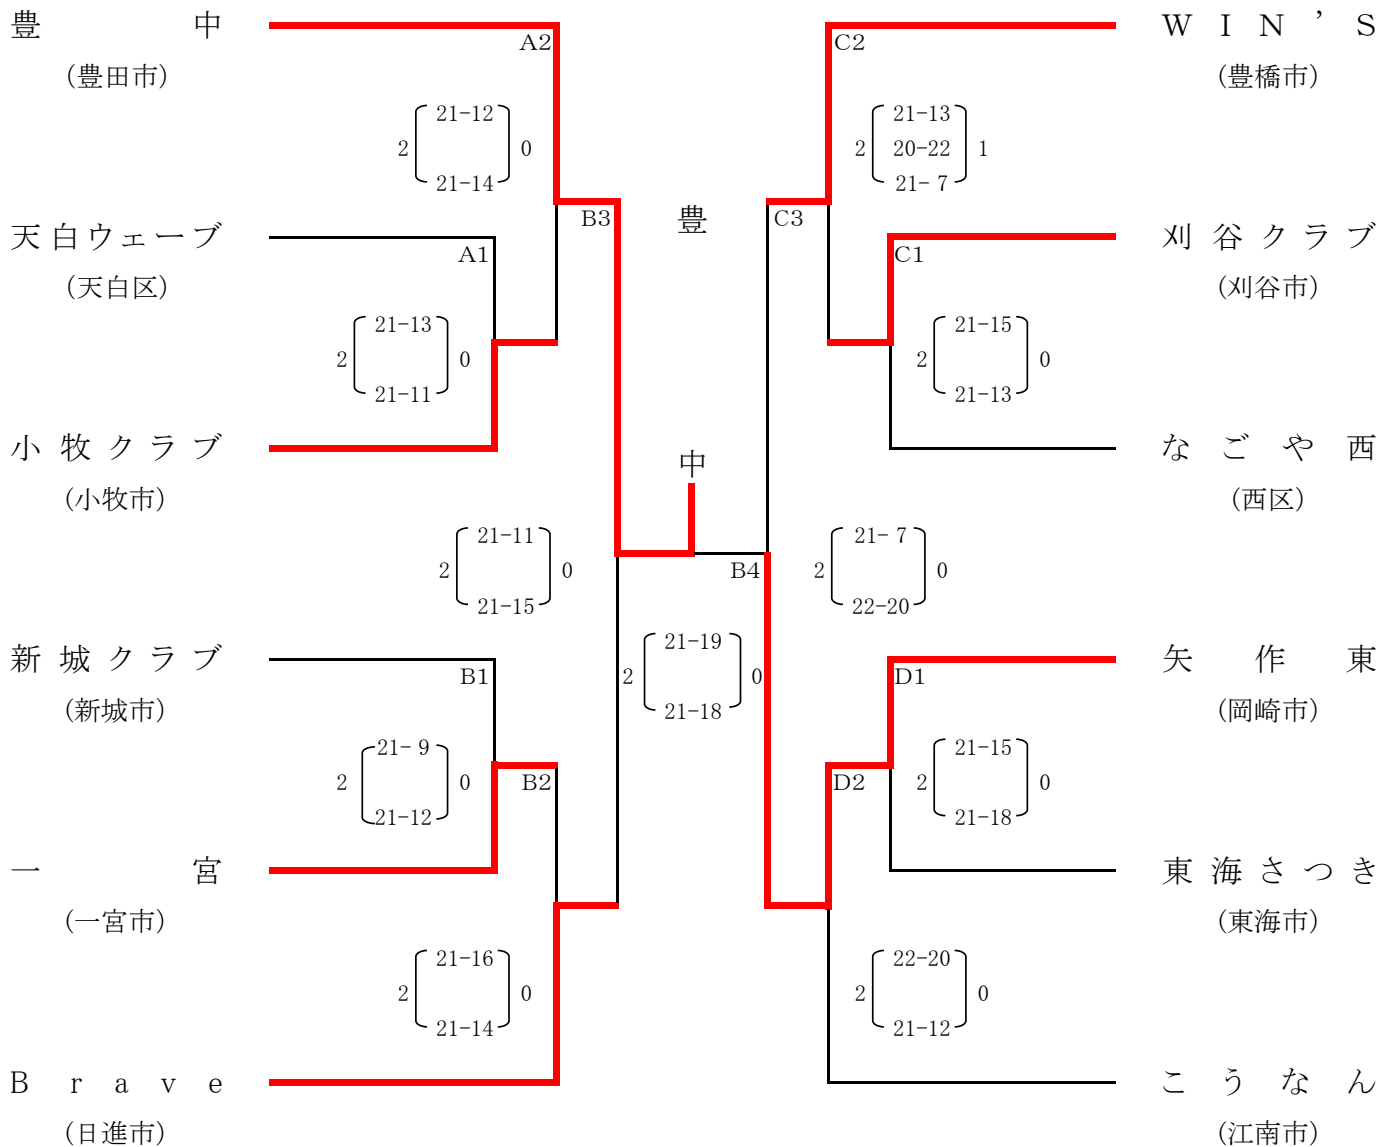 豊中
A2
C2
WIN’S
(豊田市)
(豊橋市)
21-12
2 0
21-14
21-13
2 20-22 1
21- 7
B3
豊
C3
天白ウェーブ
A1
C1
刈谷クラブ
(天白区)
(刈谷市)
21-13
2 0
21-11
21-15
2 0
21-13
小牧クラブ
中
なごや西
(小牧市)
(西区)
21-11
2 0
21-15
B4
21- 7
2 0
22-20
21-19
2 0
21-18
新城クラブ
B1
D1
矢作東
(新城市)
(岡崎市)
21- 9
2 0
21-12
B2
D2
21-15
2 0
21-18
一宮
東海さつき
(一宮市)
(東海市)
21-16
2 0
21-14
22-20
2 0
21-12
Brave
こうなん
(日進市)
(江南市)